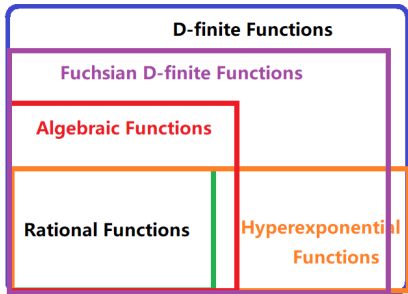 D-finite Functions
Fuchsian D-finite Functions
Algebraic Functions
Rational Functions
Hyperexponential
Functions